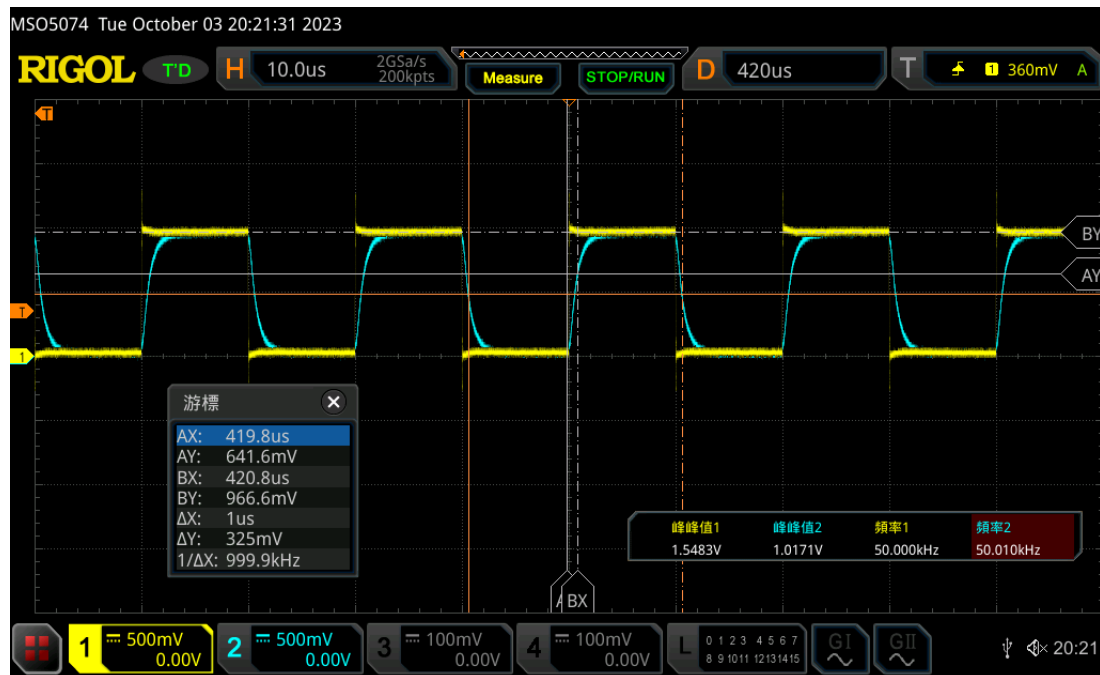 MSO5074 Tue October 03 20:21:31 2023
RIGOL T'D H 10.0us 2GSa/s 200kpts Measure STOP/RUN D 420us T 1 360mV A
T
BY
AY
T
1
游標
AX: 419.8us
AY: 641.6mV
BX: 420.8us
BY: 966.6mV
ΔX: 1us
ΔY: 325mV
1/ΔX: 999.9kHz
峰峰值1 峰峰值2 頻率1 頻率2
1.5483V 1.0171V 50.000kHz 50.010kHz
BX
1 500mV 0.00V 2 500mV 0.00V 3 100mV 0.00V 4 100mV 0.00V L 0 1 2 3 4 5 6 7 8 9 10 11 12 13 14 15 GI GII 20:21